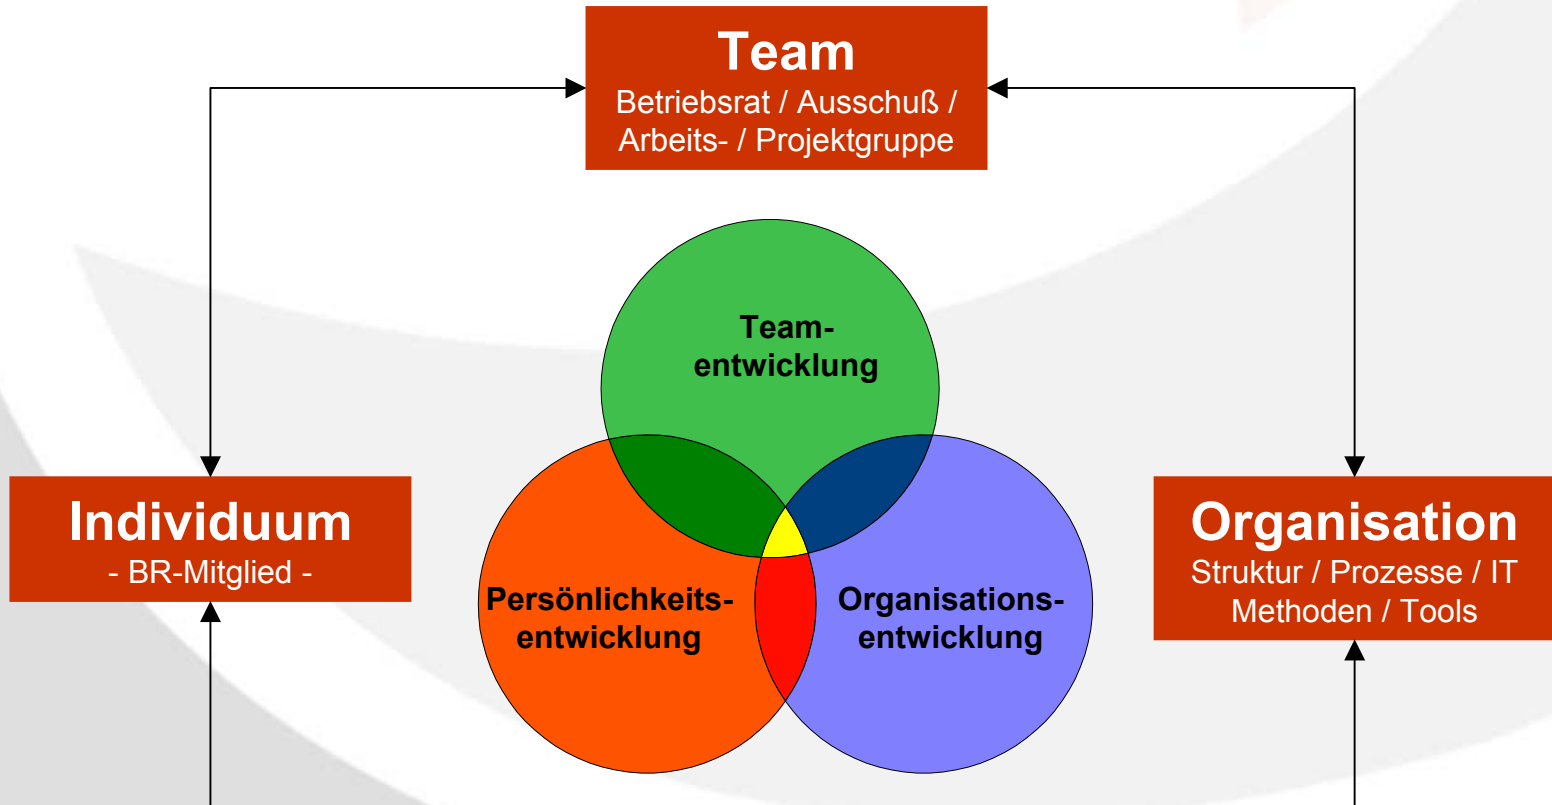 Team
Betriebsrat / Ausschuß /
Arbeits- / Projektgruppe
Team-
entwicklung
Individuum
- BR-Mitglied -
Organisation
Struktur / Prozesse / IT
Methoden / Tools
Persönlichkeits-
entwicklung
Organisations-
entwicklung